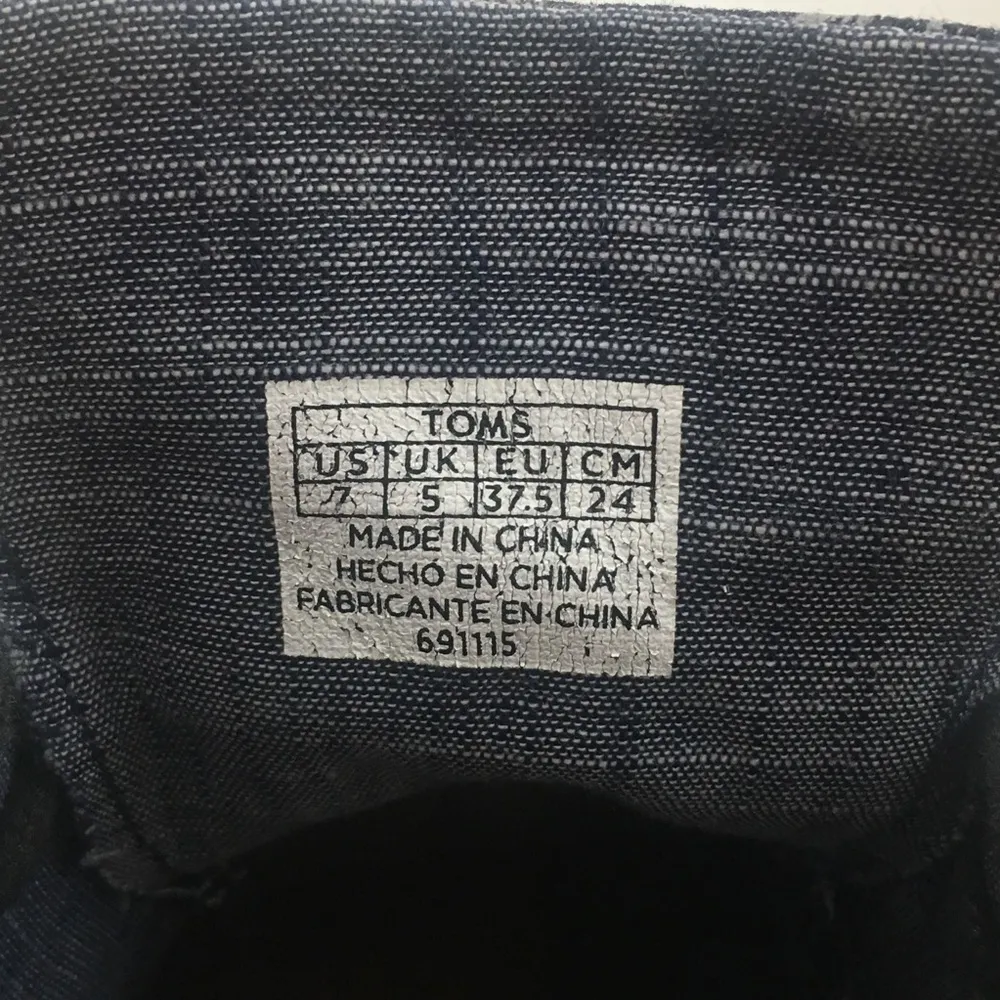 TOMS
US UK EU CM
7 5 37.5 24
MADE IN CHINA
HECHO EN CHINA
FABRICANTE EN CHINA
691115